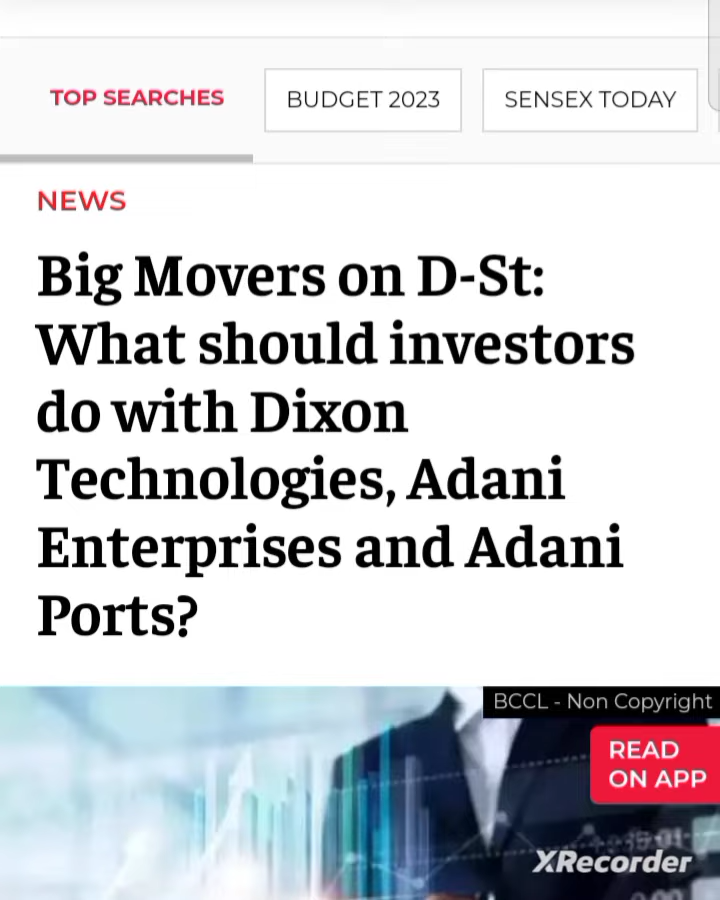 TOP SEARCHES
BUDGET 2023
SENSEX TODAY
NEWS
Big Movers on D-St:
What should investors
do with Dixon
Technologies, Adani
Enterprises and Adani
Ports?
BCCL - Non Copyright
READ
ON APP
XRecorder